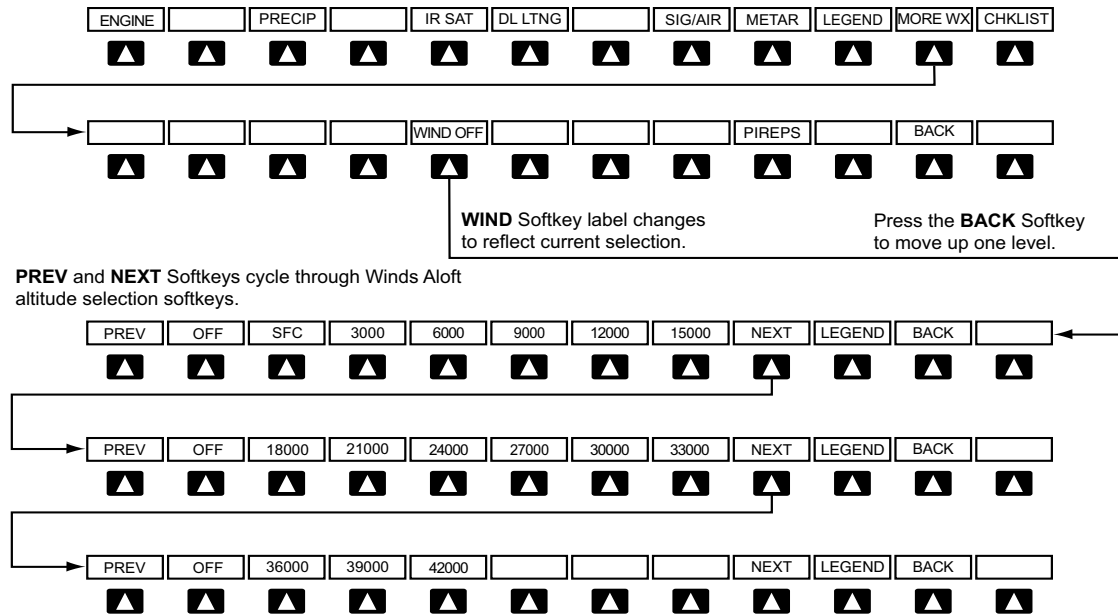 ENGINE PRECIP IR SAT DL LTNG SIG/AIR METAR LEGEND MORE WX CHKLIST
WIND OFF PIREPS BACK
WIND Softkey label changes
to reflect current selection.
Press the BACK Softkey
to move up one level.
PREV and NEXT Softkeys cycle through Winds Aloft
altitude selection softkeys.
PREV OFF SFC 3000 6000 9000 12000 15000 NEXT LEGEND BACK
PREV OFF 18000 21000 24000 27000 30000 33000 NEXT LEGEND BACK
PREV OFF 36000 39000 42000 NEXT LEGEND BACK